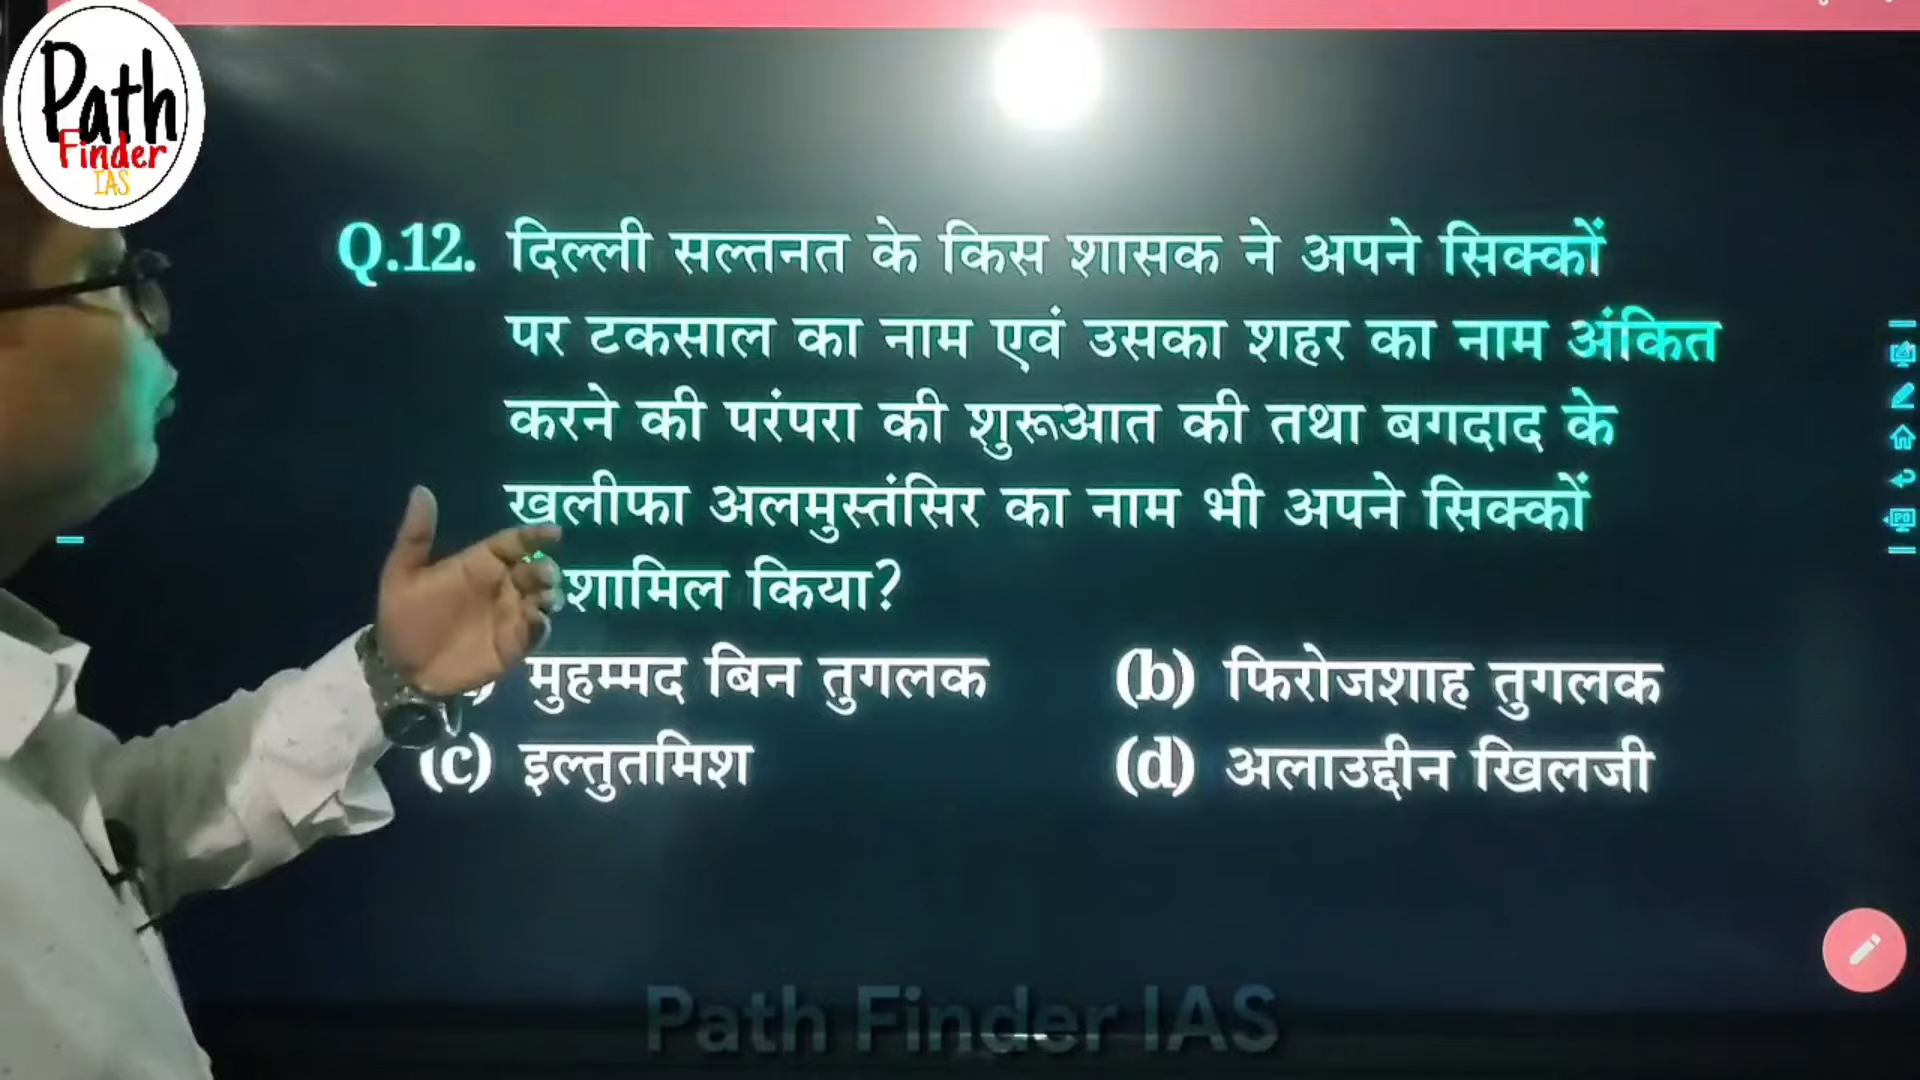 Path
Finder
IAS
Q.12. दिल्ली सल्तनत के किस शासक ने अपने सिक्कों
पर टकसाल का नाम एवं उसका शहर का नाम अंकित
करने की परंपरा की शुरूआत की तथा बगदाद के
खलीफा अलमुस्तंसिर का नाम भी अपने सिक्कों
शामिल किया?
मुहम्मद बिन तुगलक (b) फिरोजशाह तुगलक
(c) इल्तुतमिश (d) अलाउद्दीन खिलजी
Path Finder IAS